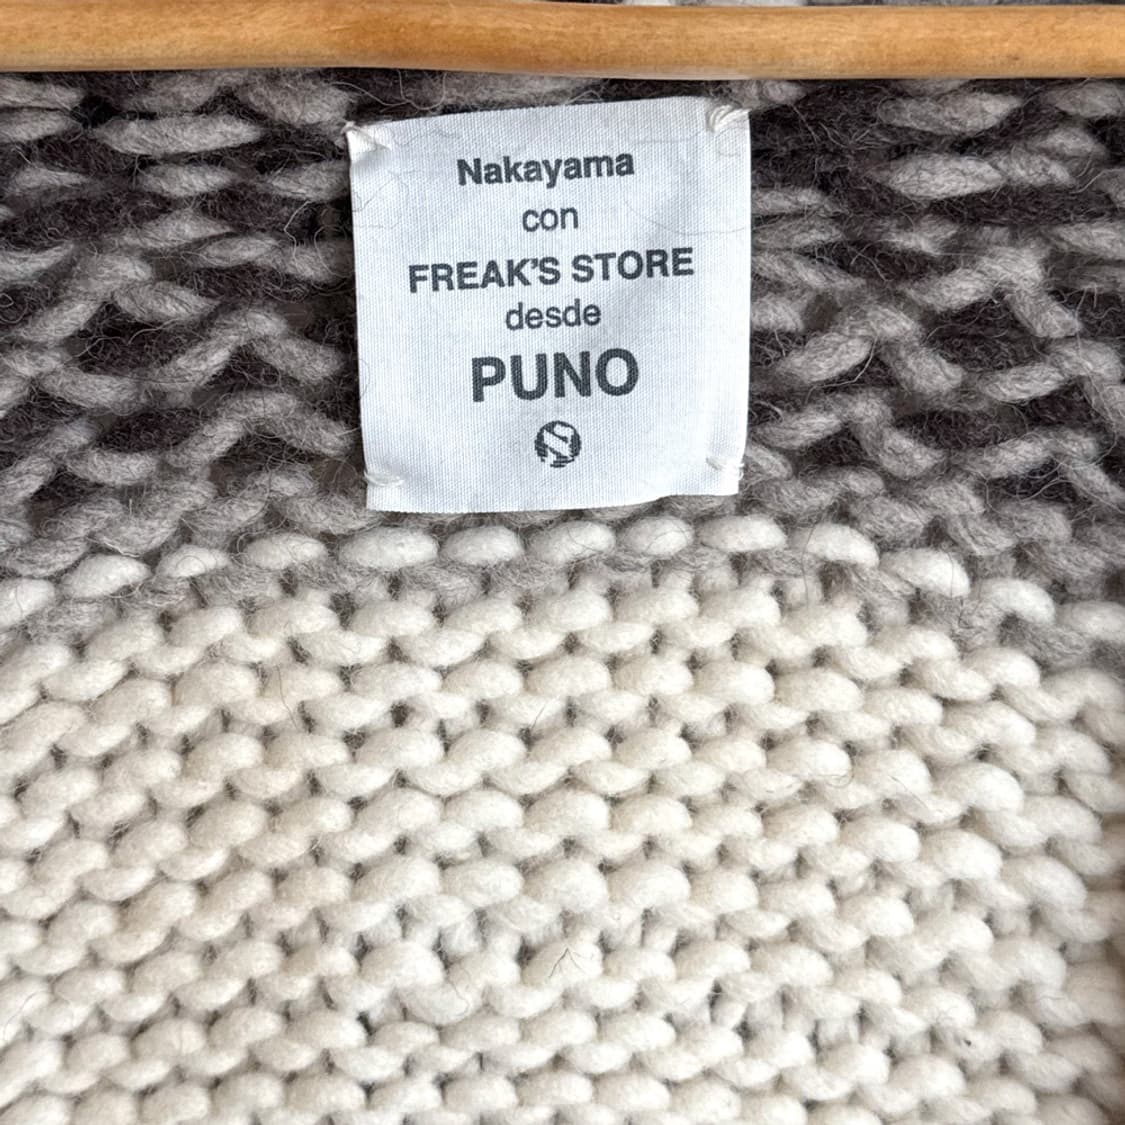 Nakayama
con
FREAK'S STORE
desde
PUNO